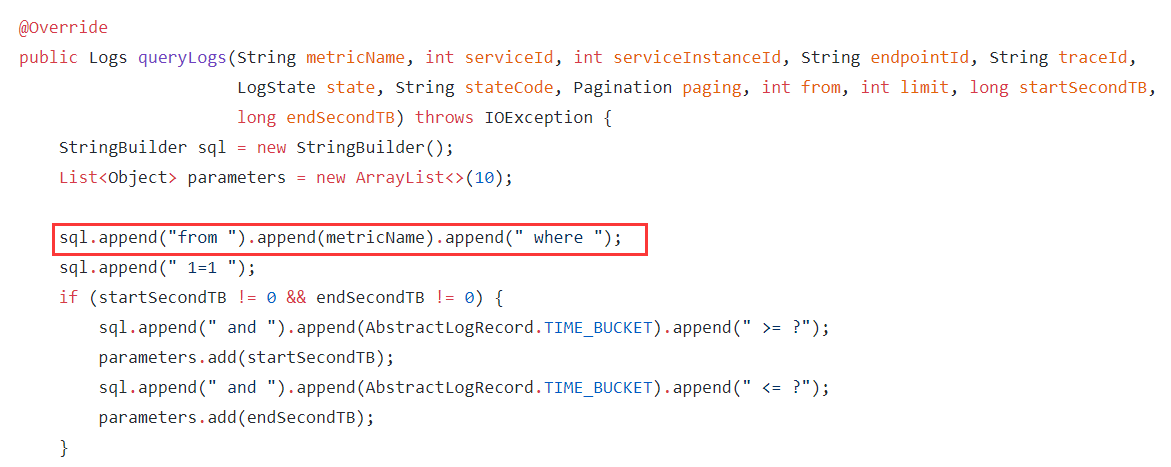 @Override
public Logs queryLogs(String metricName, int serviceId, int serviceInstanceId, String endpointId, String traceId,
                      LogState state, String stateCode, Pagination paging, int from, int limit, long startSecondTB,
                      long endSecondTB) throws IOException {
    StringBuilder sql = new StringBuilder();
    List<Object> parameters = new ArrayList<>(10);

    sql.append("from ").append(metricName).append(" where ");
    sql.append(" 1=1 ");
    if (startSecondTB != 0 && endSecondTB != 0) {
        sql.append(" and ").append(AbstractLogRecord.TIME_BUCKET).append(" >= ?");
        parameters.add(startSecondTB);
        sql.append(" and ").append(AbstractLogRecord.TIME_BUCKET).append(" <= ?");
        parameters.add(endSecondTB);
    }